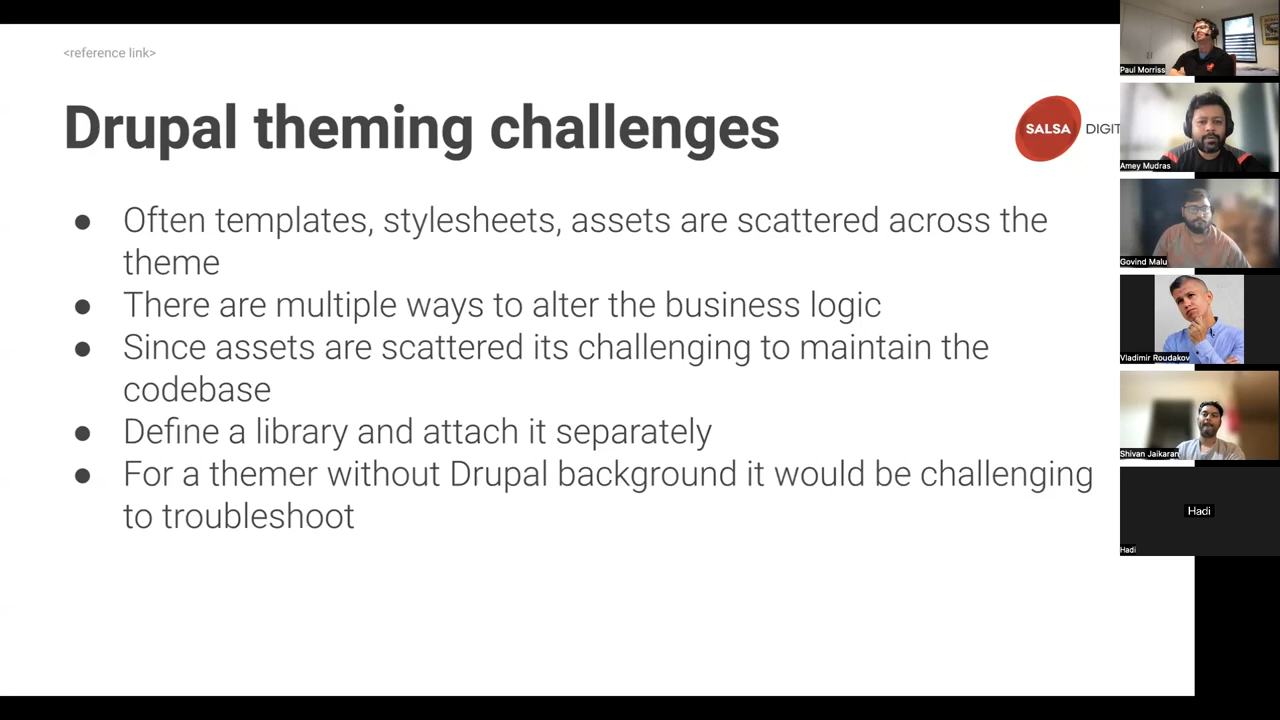 <reference link>
Drupal theming challenges
SALSA DIGIT
● Often templates, stylesheets, assets are scattered across the
theme
● There are multiple ways to alter the business logic
● Since assets are scattered its challenging to maintain the
codebase
● Define a library and attach it separately
● For a themer without Drupal background it would be challenging
to troubleshoot
Paul Morriss
Amey Mudras
Govind Malu
Vladimir Roudakov
Shivan Jaikaran
Hadi
Hadi